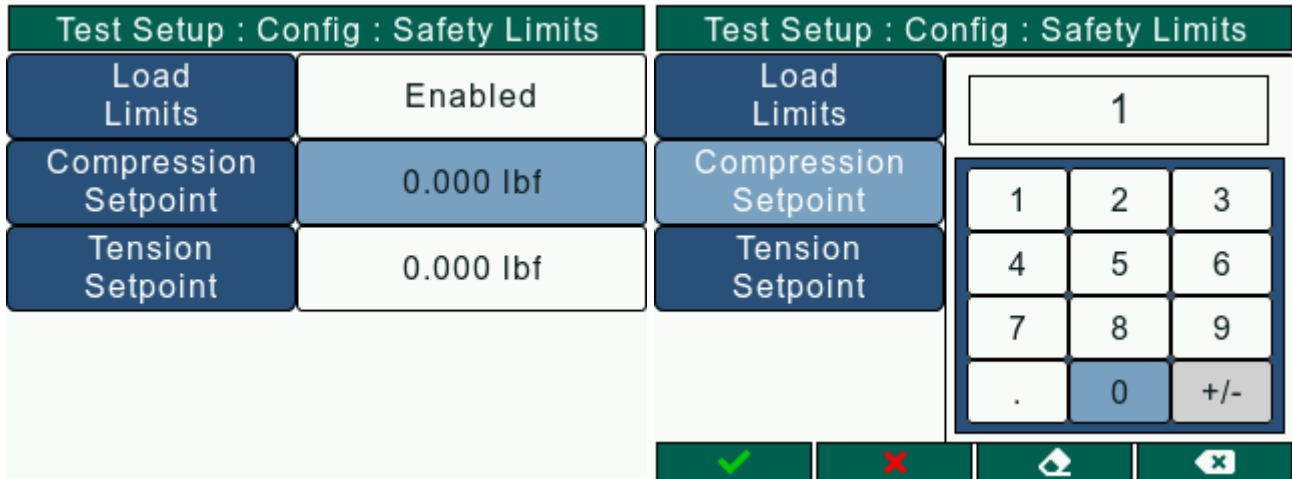 Test Setup : Config : Safety Limits
Load
Limits
Enabled
Compression
Setpoint
0.000 lbf
Tension
Setpoint
0.000 lbf
Test Setup : Config : Safety Limits
Load
Limits
Compression
Setpoint
Tension
Setpoint
1
1 2 3
4 5 6
7 8 9
. 0 +/-